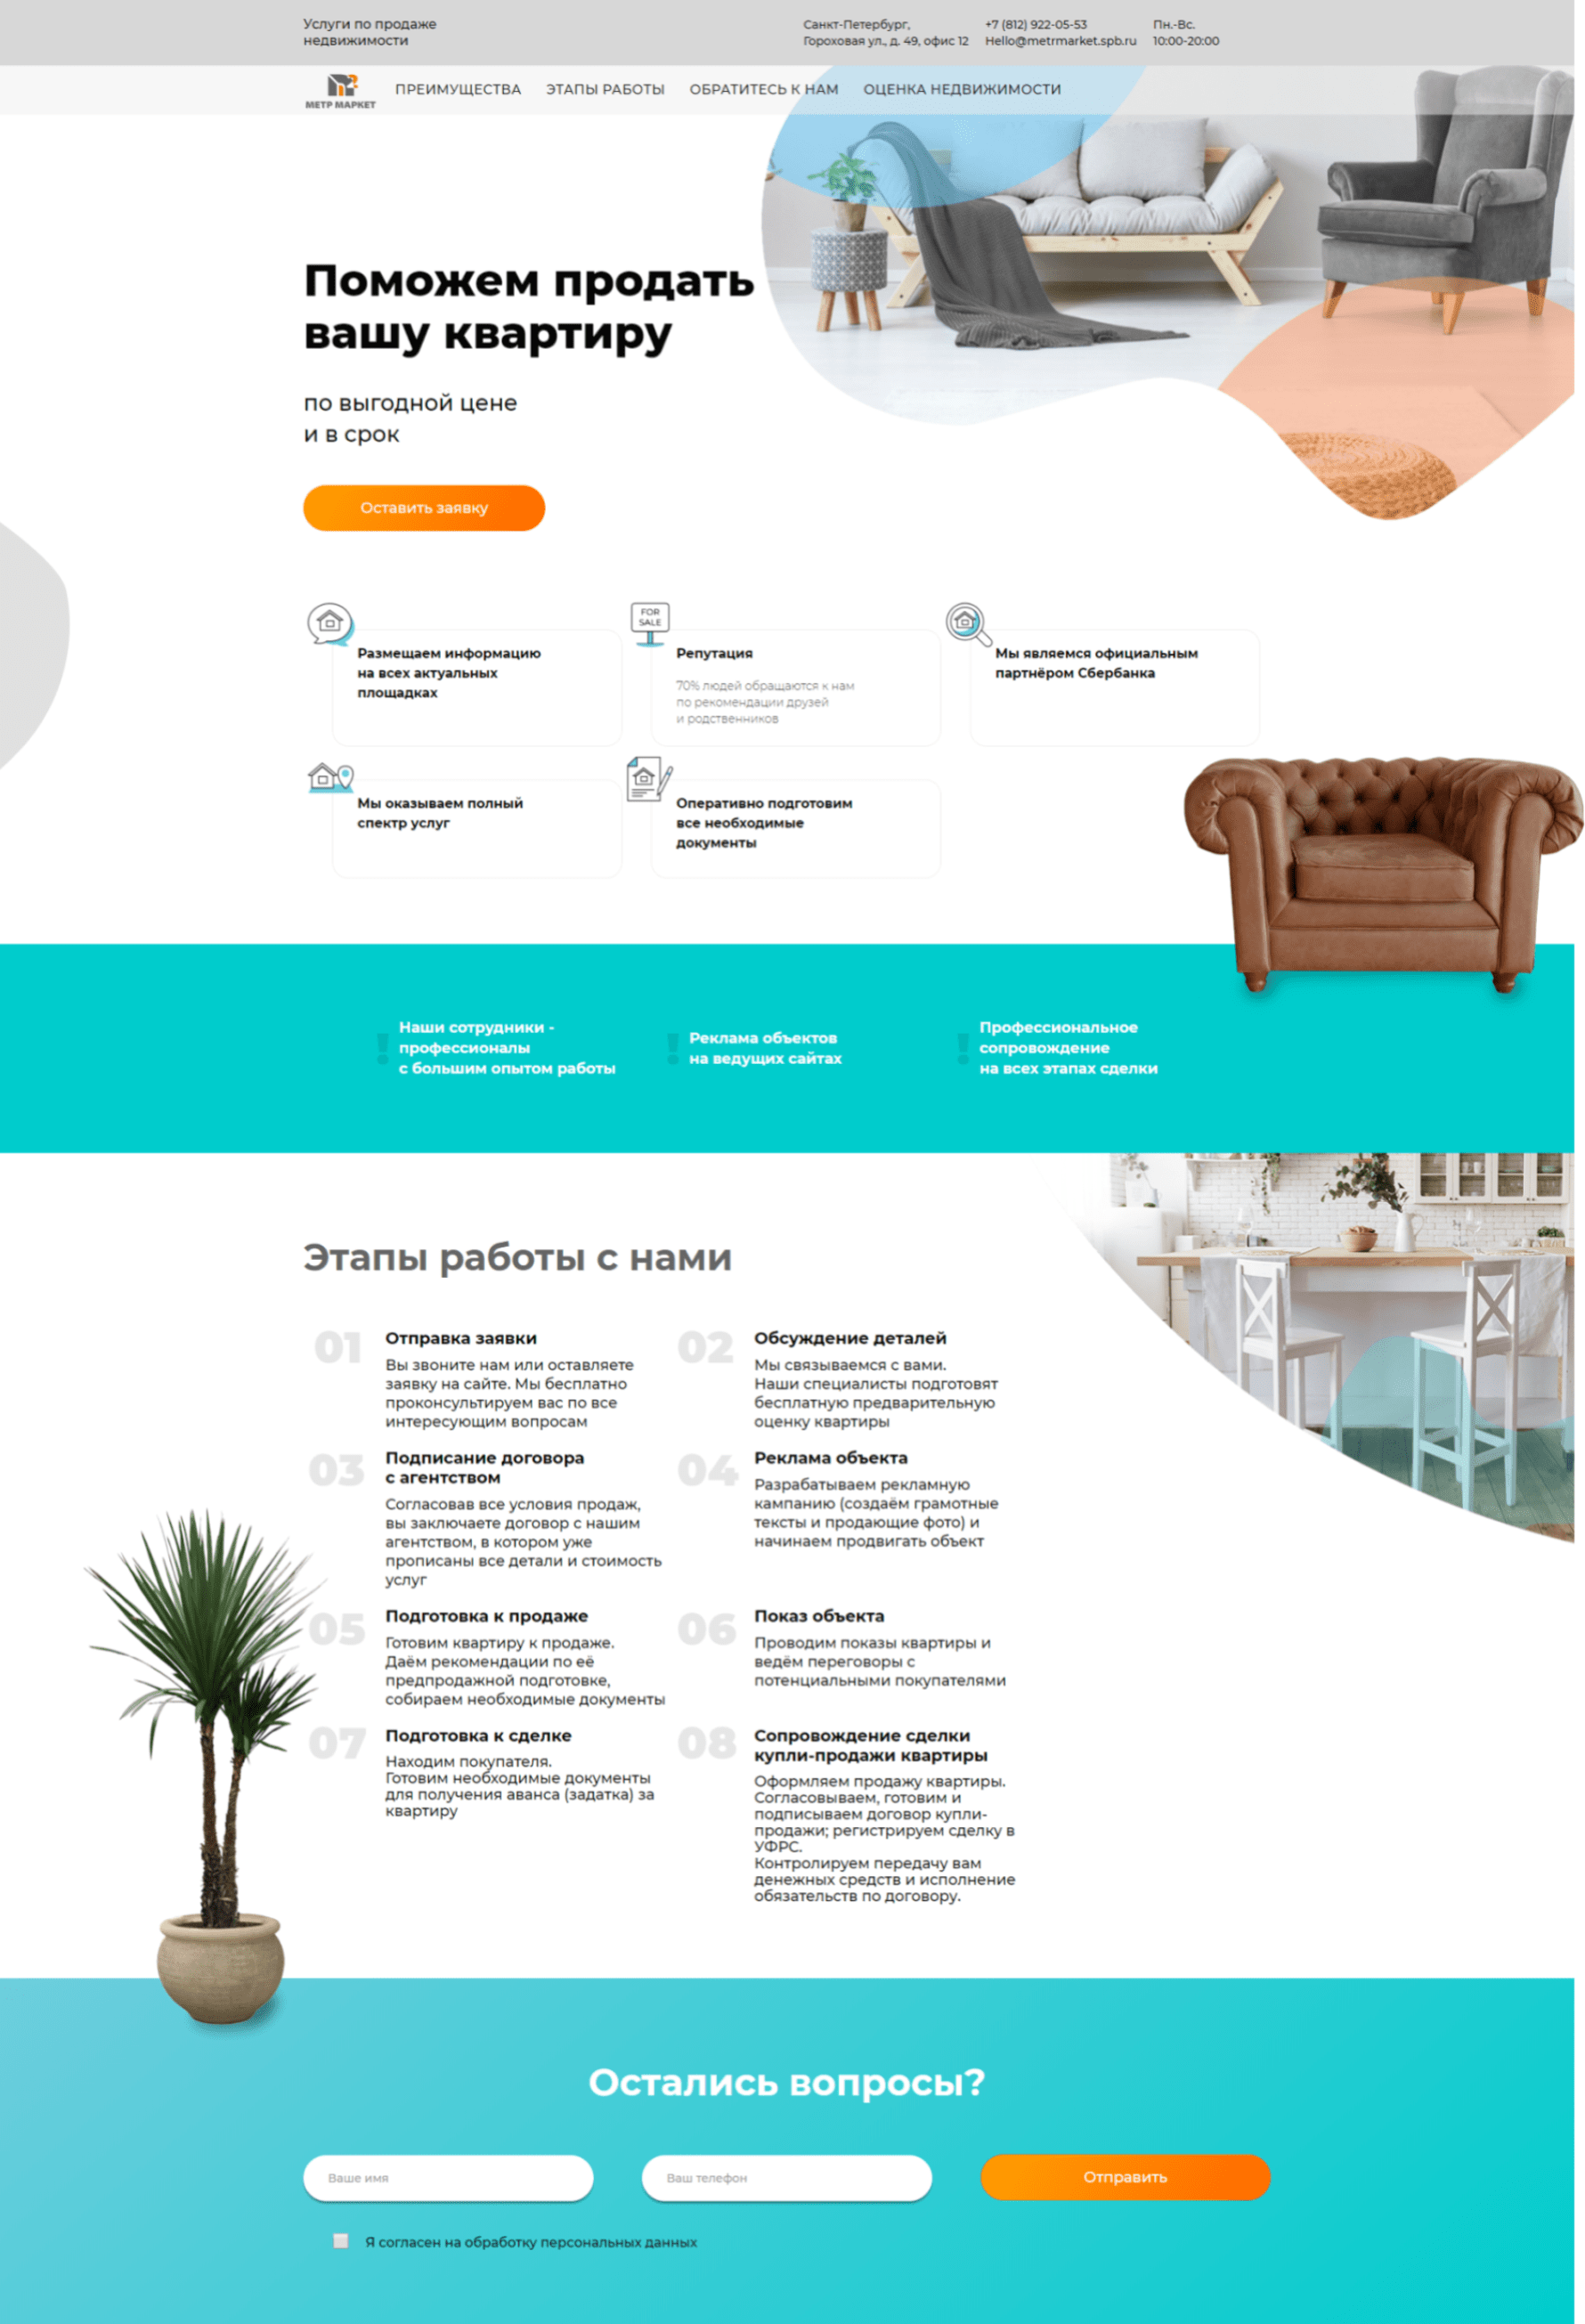 Услуги по продаже
недвижимости
Санкт-Петербург,
Гороховая ул., д. 49, офис 12
+7 (812) 922-05-53
Hello@metrmarket.spb.ru
Пн.-Вс.
10:00-20:00
МЕТР МАРКЕТ
ПРЕИМУЩЕСТВА
ЭТАПЫ РАБОТЫ
ОБРАТИТЕСЬ К НАМ
ОЦЕНКА НЕДВИЖИМОСТИ
Поможем продать
вашу квартиру
по выгодной цене
и в срок
Оставить заявку
Размещаем информацию
на всех актуальных
площадках
FOR
SALE
Репутация
70% людей обращаются к нам
по рекомендации друзей
и родственников
Мы являемся официальным
партнёром Сбербанка
Мы оказываем полный
спектр услуг
Оперативно подготовим
все необходимые
документы
! Наши сотрудники -
профессионалы
с большим опытом работы
! Реклама объектов
на ведущих сайтах
! Профессиональное
сопровождение
на всех этапах сделки
Этапы работы с нами
01
Отправка заявки
Вы звоните нам или оставляете
заявку на сайте. Мы бесплатно
проконсультируем вас по все
интересующим вопросам
02
Обсуждение деталей
Мы связываемся с вами.
Наши специалисты подготовят
бесплатную предварительную
оценку квартиры
03
Подписание договора
с агентством
Согласовав все условия продаж,
вы заключаете договор с нашим
агентством, в котором уже
прописаны все детали и стоимость
услуг
04
Реклама объекта
Разрабатываем рекламную
кампанию (создаём грамотные
тексты и продающие фото) и
начинаем продвигать объект
05
Подготовка к продаже
Готовим квартиру к продаже.
Даём рекомендации по её
предпродажной подготовке,
собираем необходимые документы
06
Показ объекта
Проводим показы квартиры и
ведём переговоры с
потенциальными покупателями
07
Подготовка к сделке
Находим покупателя.
Готовим необходимые документы
для получения аванса (задатка) за
квартиру
08
Сопровождение сделки
купли-продажи квартиры
Оформляем продажу квартиры.
Согласовываем, готовим и
подписываем договор купли-
продажи; регистрируем сделку в
УФРС.
Контролируем передачу вам
денежных средств и исполнение
обязательств по договору.
Остались вопросы?
Ваше имя
Ваш телефон
Отправить
Я согласен на обработку персональных данных